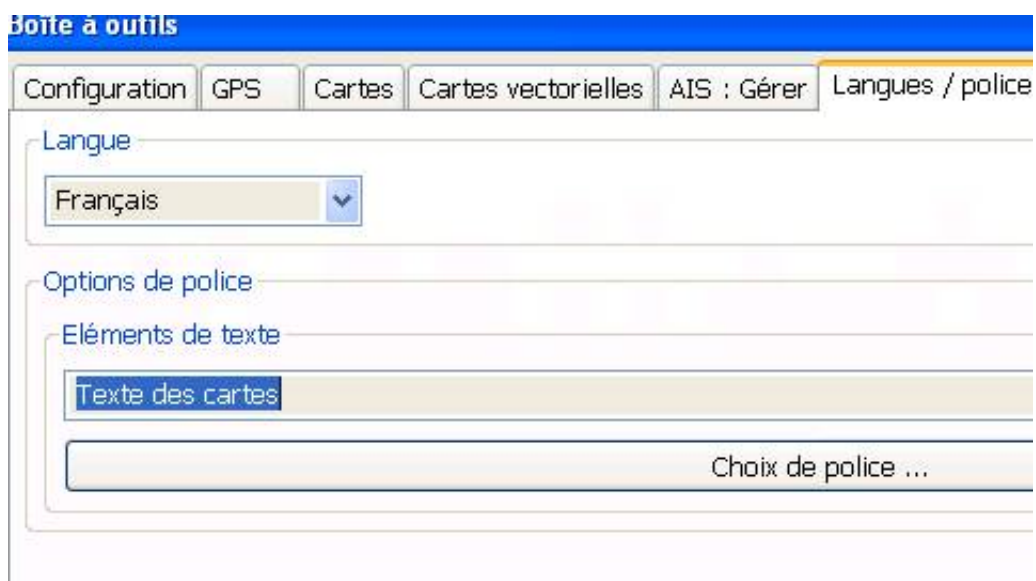 Boîte à outils
Configuration GPS Cartes Cartes vectorielles AIS : Gérer Langues / police
Langue
Français
Options de police
Eléments de texte
Texte des cartes
Choix de police ...